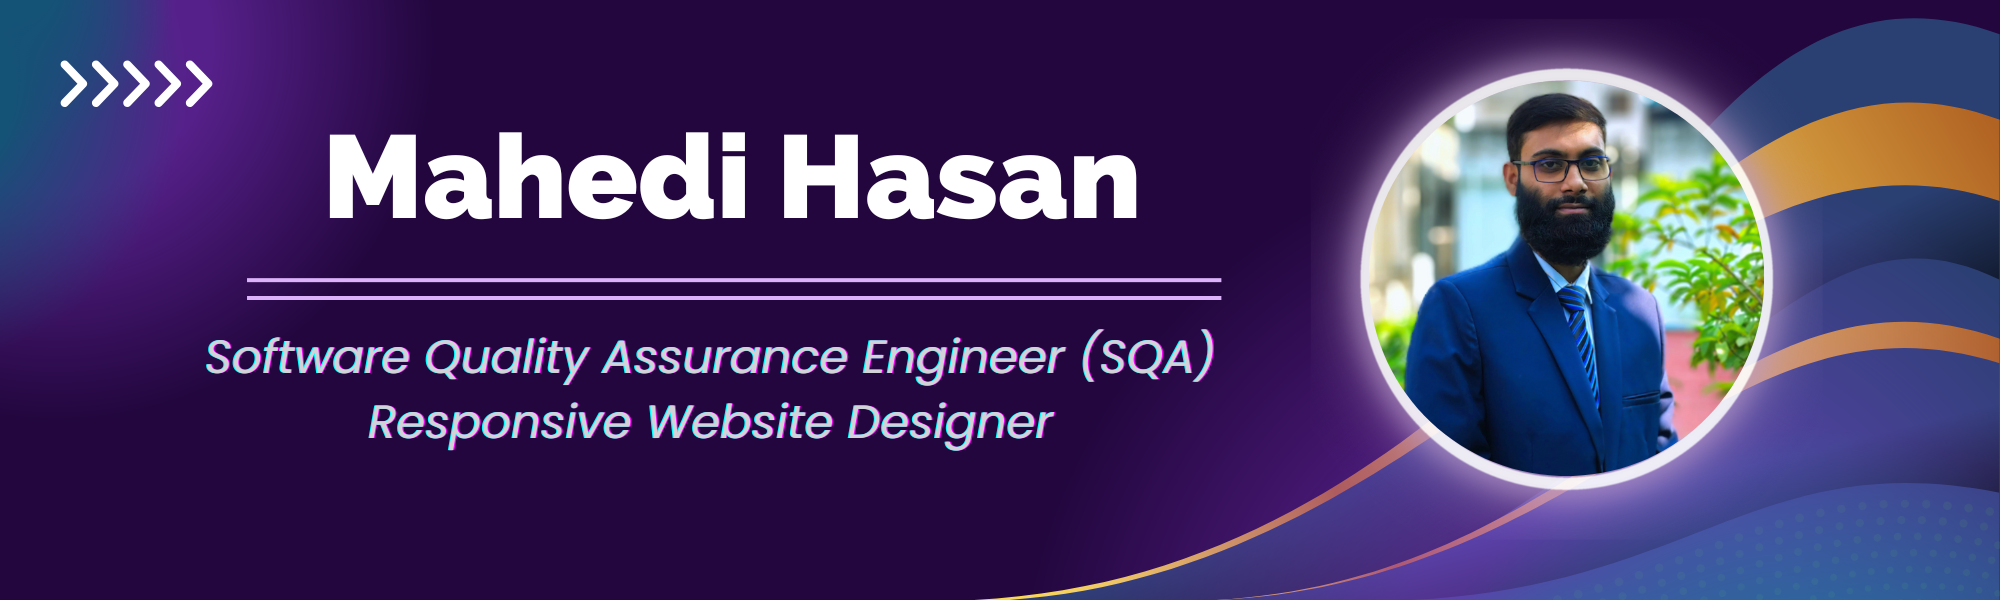 Mahedi Hasan
Software Quality Assurance Engineer (SQA)
Responsive Website Designer